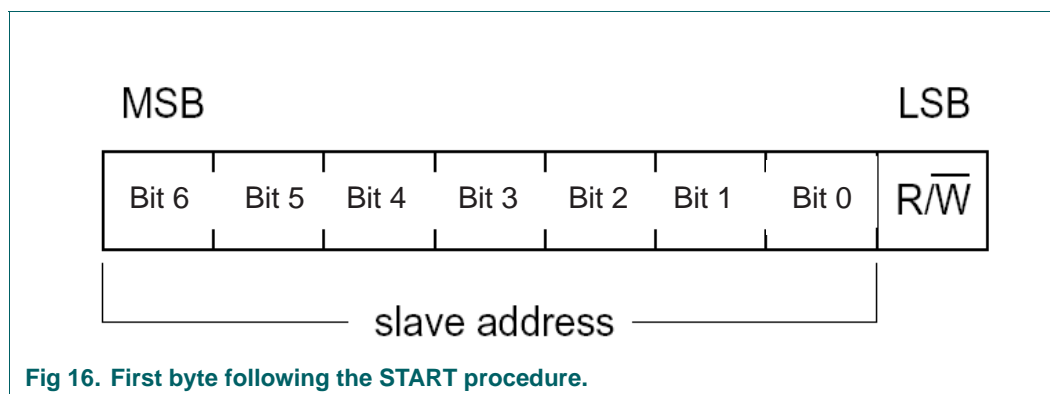 MSB LSB
Bit 6 Bit 5 Bit 4 Bit 3 Bit 2 Bit 1 Bit 0 R/W̅
slave address
Fig 16. First byte following the START procedure.